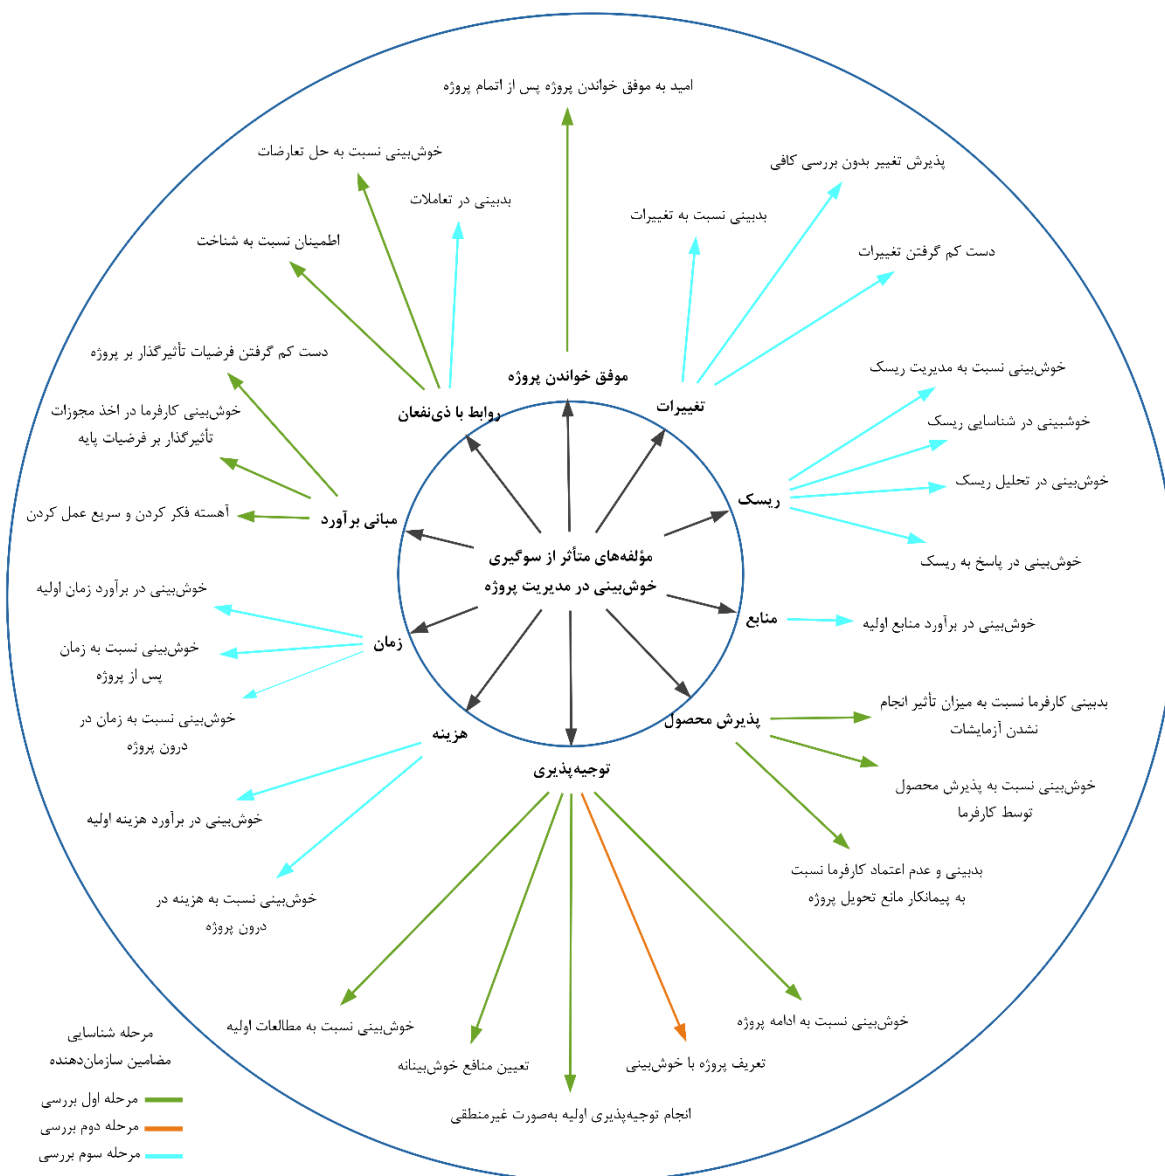 امید به موفق خواندن پروژه پس از اتمام پروژه
خوش‌بینی نسبت به حل تعارضات
بدبینی در تعاملات
اطمینان نسبت به شناخت
پذیرش تغییر بدون بررسی کافی
بدبینی نسبت به تغییرات
دست کم گرفتن تغییرات
موفق خواندن پروژه
تغییرات
روابط با ذی‌نفعان
دست کم گرفتن فرضیات تأثیرگذار بر پروژه
خوش‌بینی کارفرما در اخذ مجوزات
تأثیرگذار بر فرضیات پایه
آهسته فکر کردن و سریع عمل کردن
مبانی برآورد
خوش‌بینی نسبت به مدیریت ریسک
خوشبینی در شناسایی ریسک
خوش‌بینی در تحلیل ریسک
خوش‌بینی در پاسخ به ریسک
ریسک
مؤلفه‌های متأثر از سوگیری
خوش‌بینی در مدیریت پروژه
منابع
خوش‌بینی در برآورد منابع اولیه
خوش‌بینی در برآورد زمان اولیه
خوش‌بینی نسبت به زمان
پس از پروژه
خوش‌بینی نسبت به زمان در
درون پروژه
زمان
هزینه
خوش‌بینی در برآورد هزینه اولیه
خوش‌بینی نسبت به هزینه در
درون پروژه
پذیرش محصول
بدبینی کارفرما نسبت به میزان تأثیر انجام
نشدن آزمایشات
خوش‌بینی نسبت به پذیرش محصول
توسط کارفرما
بدبینی و عدم اعتماد کارفرما نسبت
به پیمانکار مانع تحویل پروژه
توجیه‌پذیری
خوش‌بینی نسبت به ادامه پروژه
تعریف پروژه با خوش‌بینی
انجام توجیه‌پذیری اولیه به‌صورت غیرمنطقی
تعیین منافع خوش‌بینانه
خوش‌بینی نسبت به مطالعات اولیه
مرحله شناسایی
مضامین سازمان‌دهنده
مرحله اول بررسی
مرحله دوم بررسی
مرحله سوم بررسی